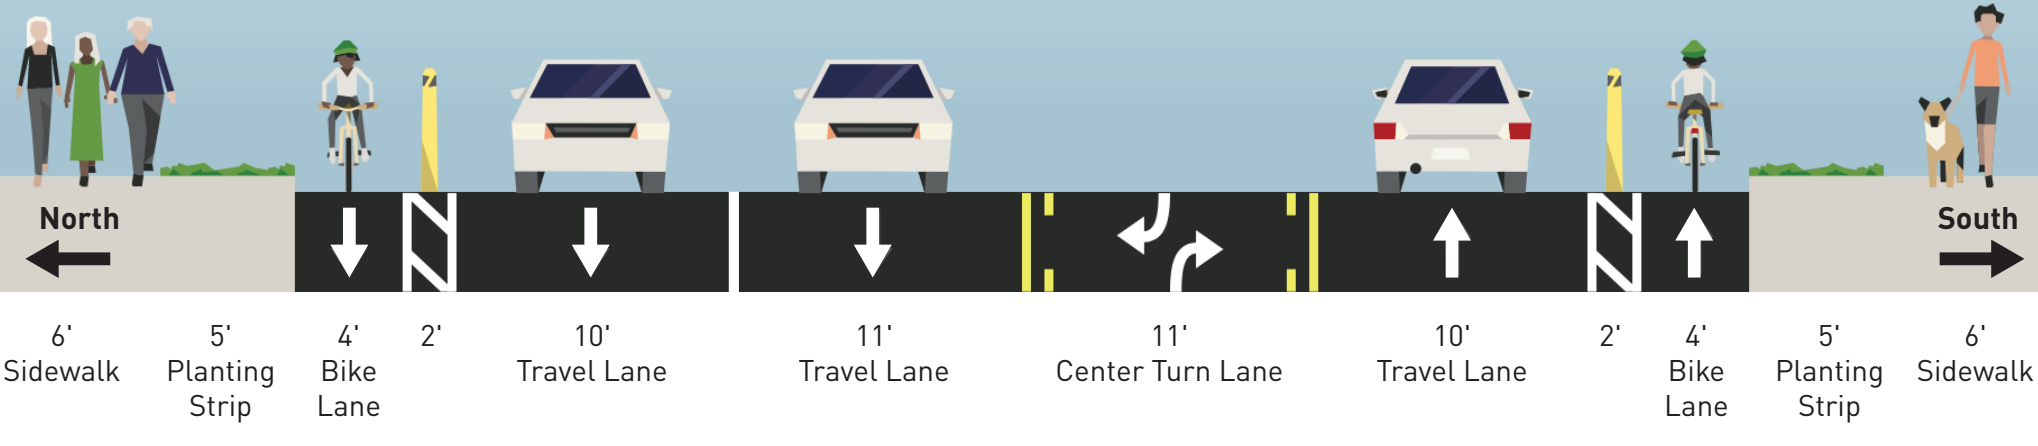 North
South
6'
Sidewalk
5'
Planting
Strip
4'
Bike
Lane
2'
10'
Travel Lane
11'
Travel Lane
11'
Center Turn Lane
10'
Travel Lane
2'
4'
Bike
Lane
5'
Planting
Strip
6'
Sidewalk